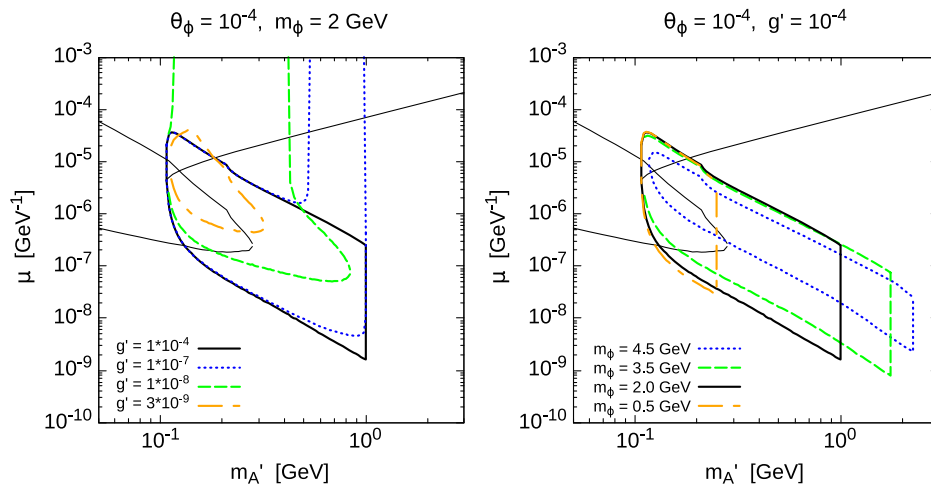 θϕ = 10-4, mϕ = 2 GeV
10-3
10-4
10-5
10-6
10-7
10-8
10-9
10-10
μ [GeV-1]
g' = 1*10-4
g' = 1*10-7
g' = 1*10-8
g' = 3*10-9
10-1
100
mA' [GeV]
θϕ = 10-4, g' = 10-4
10-3
10-4
10-5
10-6
10-7
10-8
10-9
10-10
μ [GeV-1]
mϕ = 4.5 GeV
mϕ = 3.5 GeV
mϕ = 2.0 GeV
mϕ = 0.5 GeV
10-1
100
mA' [GeV]